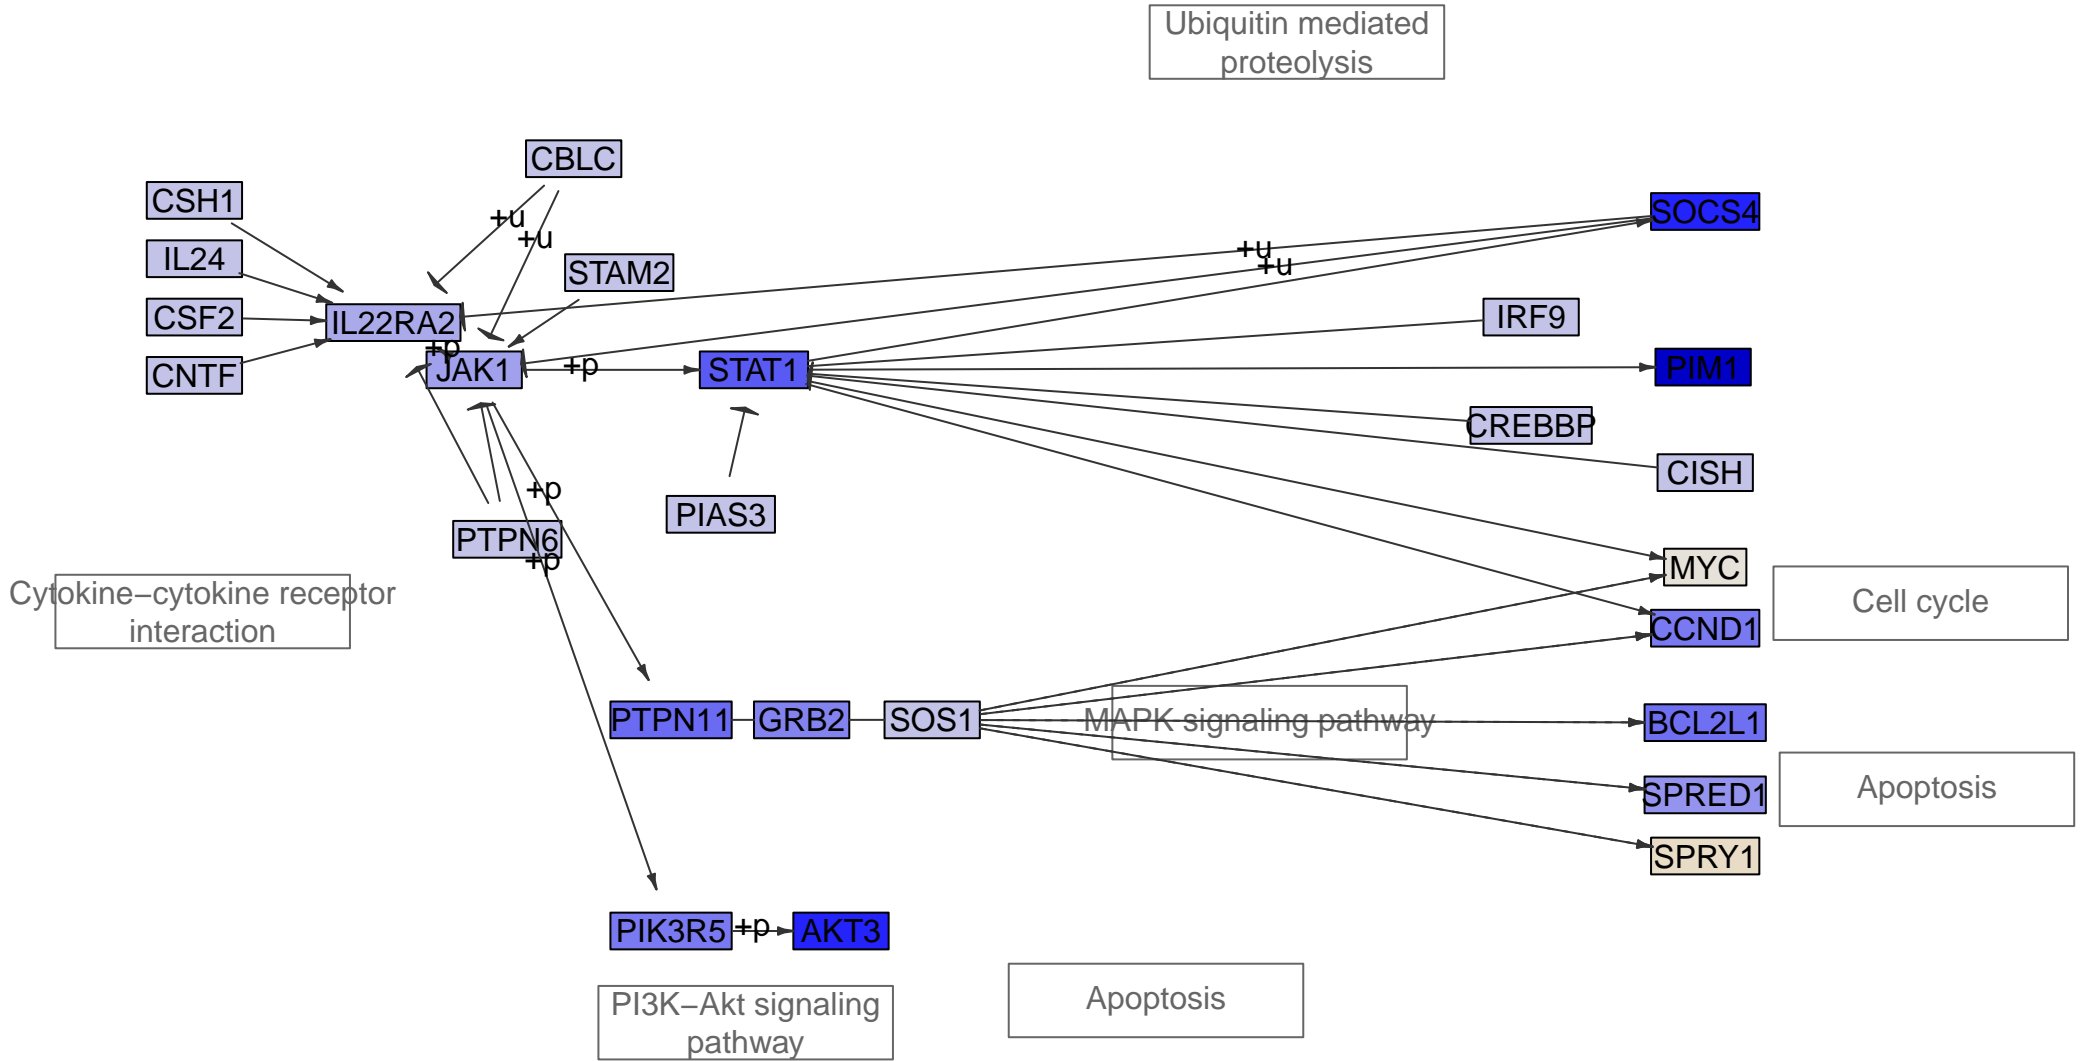 Ubiquitin mediated
proteolysis
CBLC
CSH1
SOCS4
+u
+u
+u
+u
IL24
STAM2
CSF2
IL22RA2
IRF9
+p
CNTF
JAK1
+p
STAT1
PIM1
CREBBP
CISH
+p
PIAS3
PTPN6
+p
MYC
Cytokine−cytokine receptor
interaction
Cell cycle
CCND1
PTPN11
GRB2
SOS1
MAPK signaling pathway
BCL2L1
SPRED1
Apoptosis
SPRY1
PIK3R5
+p
AKT3
PI3K−Akt signaling
pathway
Apoptosis